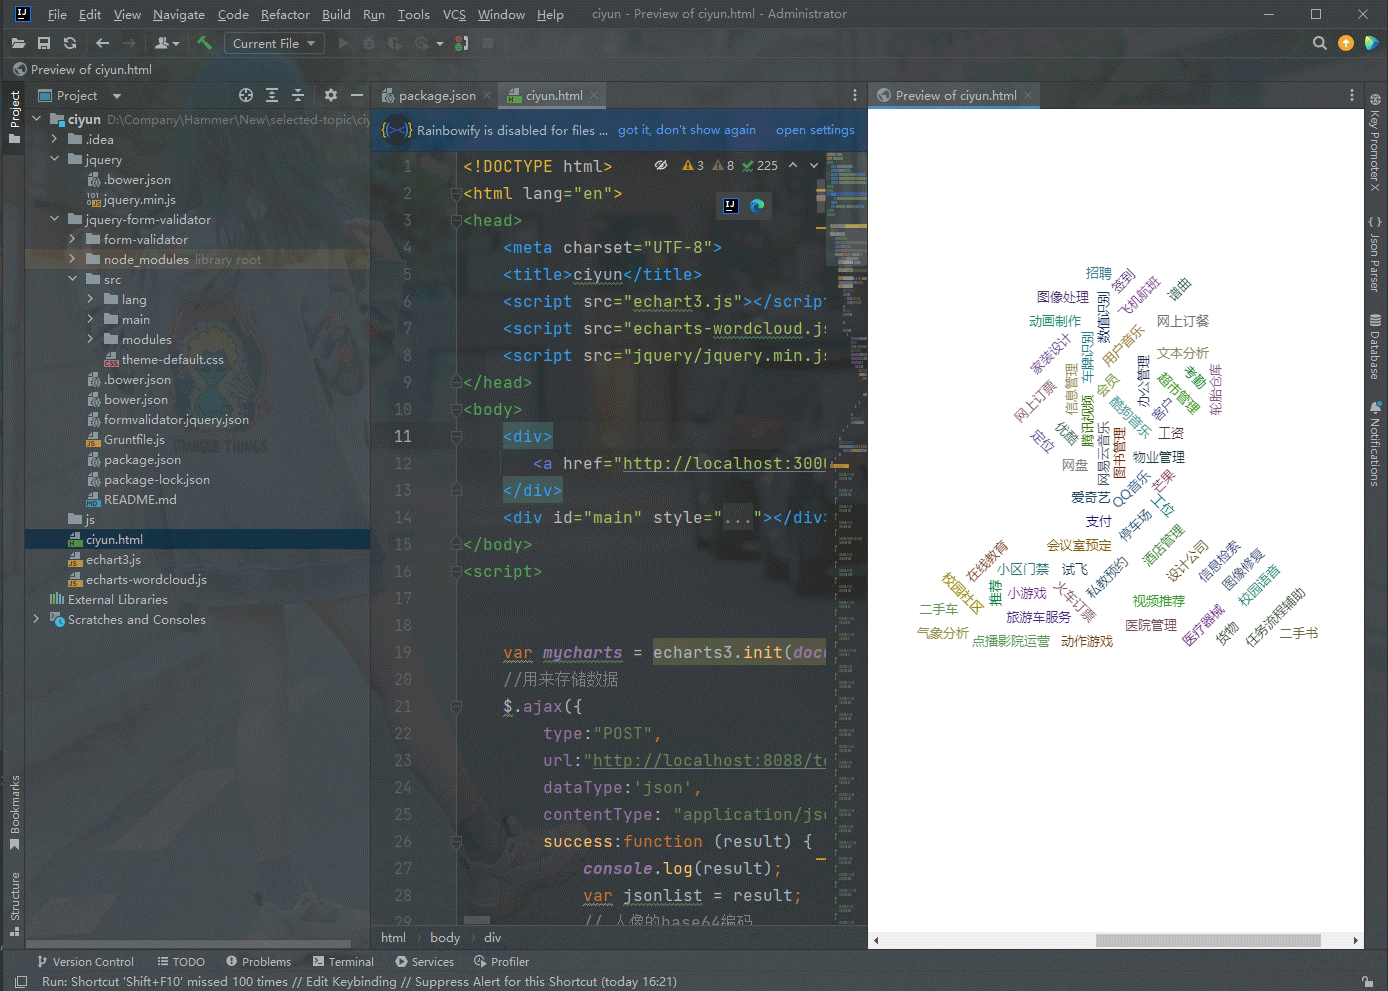 File Edit View Navigate Code Refactor Build Run Tools VCS Window Help ciyun - Preview of ciyun.html - Administrator
Current File
Preview of ciyun.html
Project
Project
ciyun D:\Company\Hammer\New\selected-topic\ciy
.idea
jquery
.bower.json
jquery.min.js
jquery-form-validator
form-validator
node_modules library root
src
lang
main
modules
theme-default.css
.bower.json
bower.json
formvalidator.jquery.json
Gruntfile.js
package.json
package-lock.json
README.md
js
ciyun.html
echart3.js
echarts-wordcloud.js
External Libraries
Scratches and Consoles
Bookmarks
Structure
package.json
ciyun.html
Rainbowify is disabled for files ... got it, don't show again open settings
3 8 225
1 <!DOCTYPE html>
2 <html lang="en">
3 <head>
4 <meta charset="UTF-8">
5 <title>ciyun</title>
6 <script src="echart3.js"></script
7 <script src="echarts-wordcloud.js
8 <script src="jquery/jquery.min.js
9 </head>
10 <body>
11 <div>
12 <a href="http://localhost:3000
13 </div>
14 <div id="main" style="..."></div>
15 </body>
16 <script>
17
18
19 var mycharts = echarts3.init(docu
20 //用来存储数据
21 $.ajax({
22 type:"POST",
23 url:"http://localhost:8088/to
24 dataType:'json',
25 contentType: "application/jso
26 success:function (result) {
27 console.log(result);
28 var jsonlist = result;
29 // 人像的base64编码
html body div
Preview of ciyun.html
招聘
签到
图像处理
数值识别
飞机航班
谱曲
动画制作
网上订餐
家装设计
车牌识别
用户音乐
文本分析
信息管理
会员
办公管理
考勤
超市管理
轮胎仓库
网上订票
腾讯视频
酷狗音乐
客户
定位
优酷
网易云音乐
图书管理
工资
网盘
物业管理
爱奇艺
QQ音乐
芒果
工位
支付
停车场
会议室预定
酒店管理
在线教育
小区门禁
试飞
私教预约
设计公司
信息检索
图像修复
校园社区
推荐
小游戏
火车订票
视频推荐
校园语音
二手车
旅游车服务
医院管理
医疗器械
货物
任务流程辅助
二手书
气象分析
点播影院运营
动作游戏
Key Promoter X
Json Parser
Database
Notifications
Version Control TODO Problems Terminal Services Profiler
Run: Shortcut 'Shift+F10' missed 100 times // Edit Keybinding // Suppress Alert for this Shortcut (today 16:21)